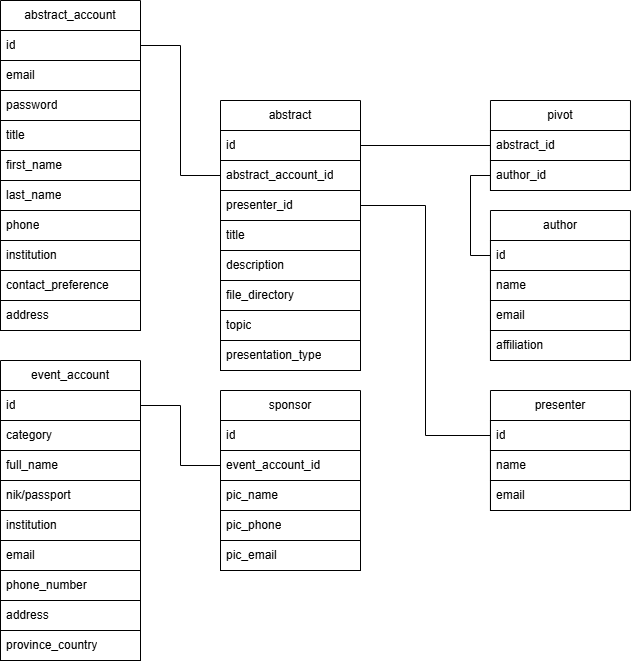 abstract_account
id
email
password
title
first_name
last_name
phone
institution
contact_preference
address
abstract
id
abstract_account_id
presenter_id
title
description
file_directory
topic
presentation_type
pivot
abstract_id
author_id
author
id
name
email
affiliation
event_account
id
category
full_name
nik/passport
institution
email
phone_number
address
province_country
sponsor
id
event_account_id
pic_name
pic_phone
pic_email
presenter
id
name
email